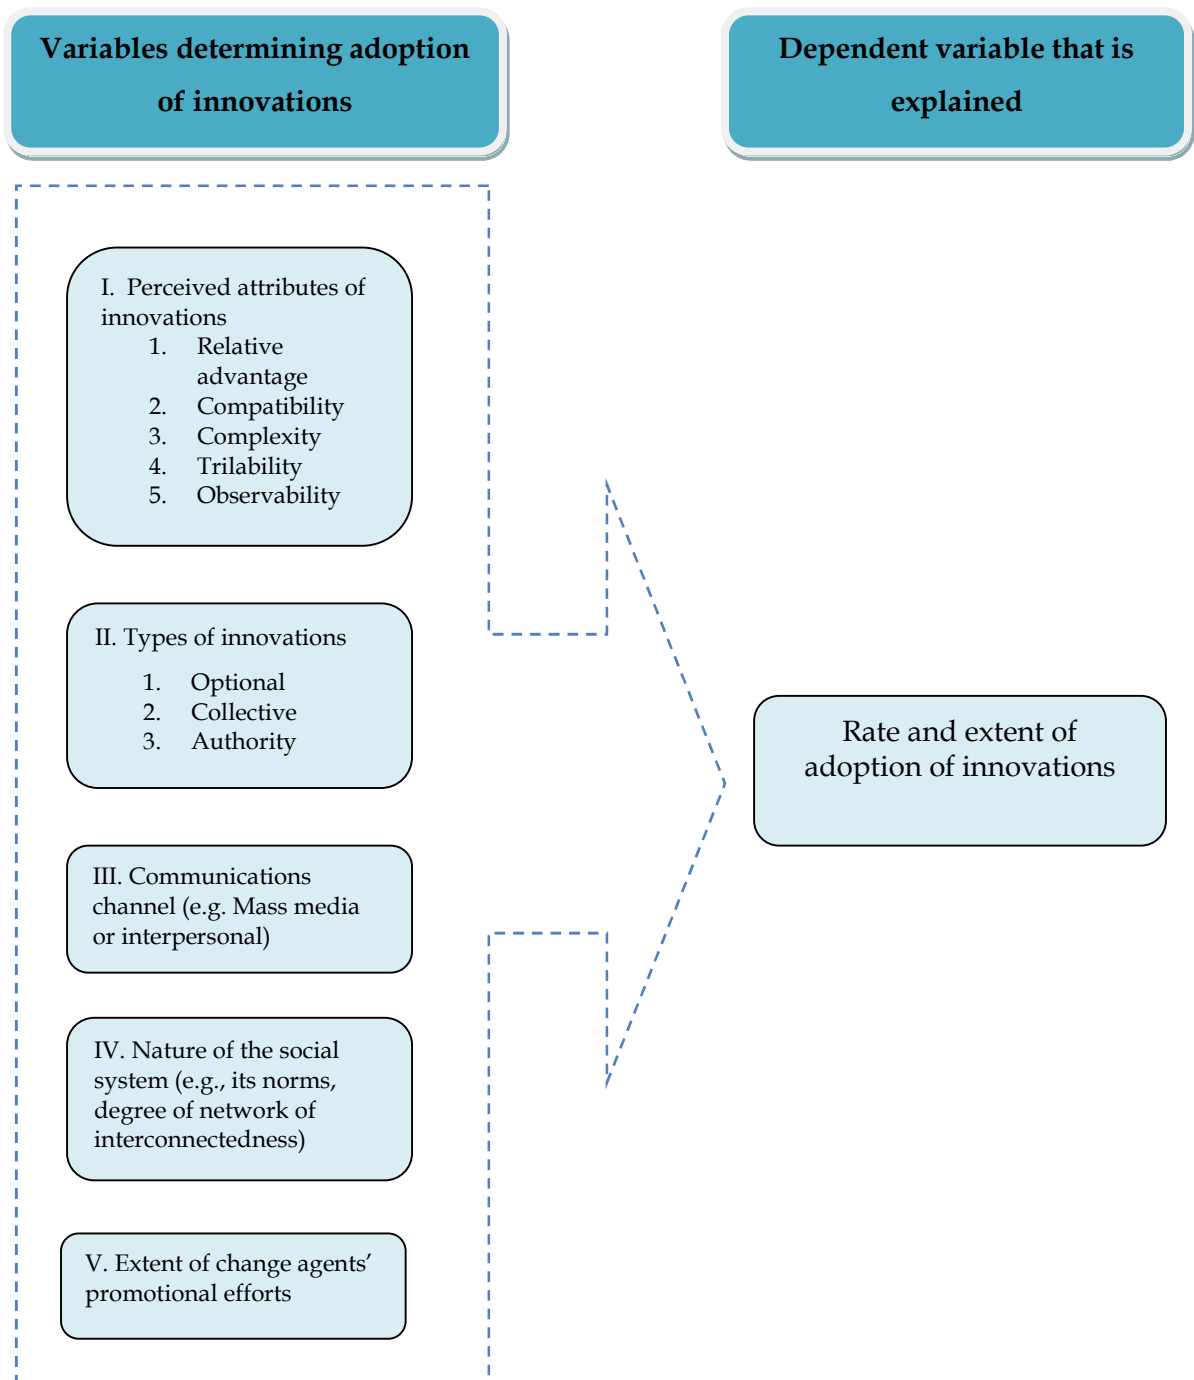 Variables determining adoption
of innovations
Dependent variable that is
explained
I. Perceived attributes of
innovations
1. Relative
advantage
2. Compatibility
3. Complexity
4. Trilability
5. Observability
II. Types of innovations
1. Optional
2. Collective
3. Authority
III. Communications
channel (e.g. Mass media
or interpersonal)
IV. Nature of the social
system (e.g., its norms,
degree of network of
interconnectedness)
V. Extent of change agents’
promotional efforts
Rate and extent of
adoption of innovations